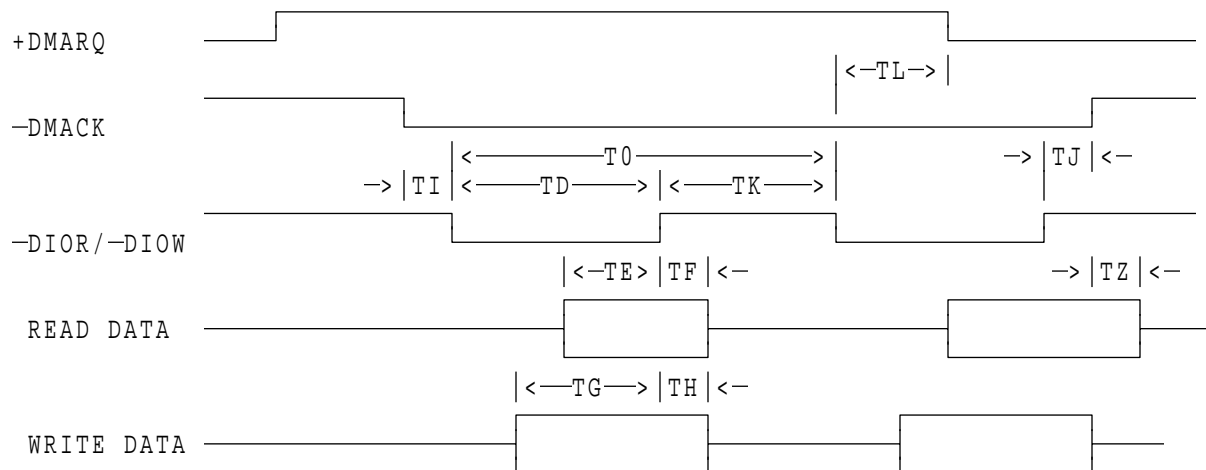 +DMARQ
<—TL—>
—DMACK
<————T0————> —> TJ <—
—> TI <———TD———> <——TK——>
—DIOR/—DIOW
<—TE> TF <— —> TZ <—
READ DATA
<——TG——> TH <—
WRITE DATA